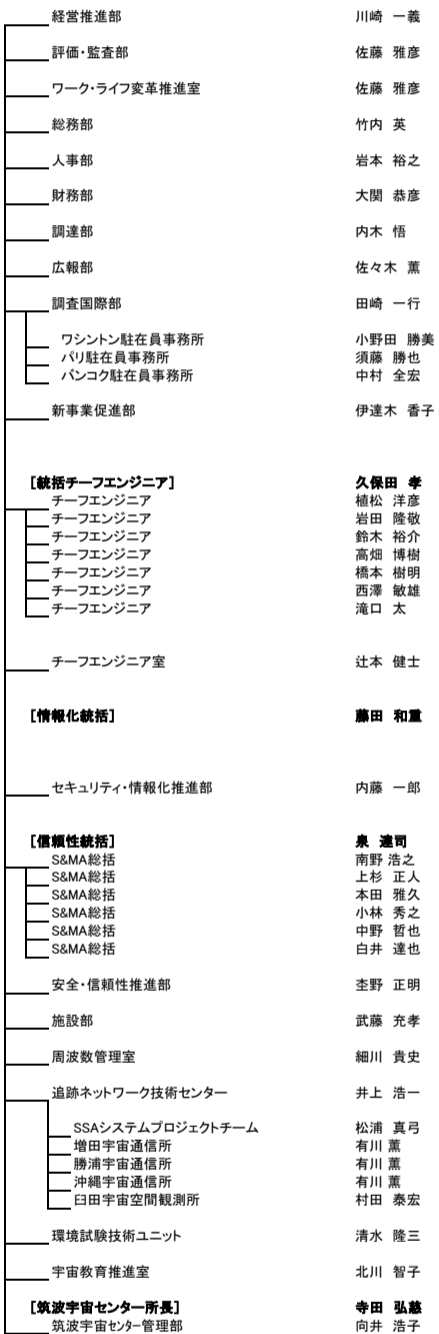 経営推進部 川崎 一義
評価・監査部 佐藤 雅彦
ワーク・ライフ変革推進室 佐藤 雅彦
総務部 竹内 英
人事部 岩本 裕之
財務部 大関 恭彦
調達部 内木 悟
広報部 佐々木 薫
調査国際部 田崎 一行
ワシントン駐在員事務所 小野田 勝美
パリ駐在員事務所 須藤 勝也
バンコク駐在員事務所 中村 全宏
新事業促進部 伊達木 香子
[統括チーフエンジニア] 久保田 孝
チーフエンジニア 植松 洋彦
チーフエンジニア 岩田 隆敬
チーフエンジニア 鈴木 裕介
チーフエンジニア 高畑 博樹
チーフエンジニア 橋本 樹明
チーフエンジニア 西澤 敏雄
チーフエンジニア 滝口 太
チーフエンジニア室 辻本 健士
[情報化統括] 藤田 和重
セキュリティ・情報化推進部 内藤 一郎
[信頼性統括] 泉 達司
S&MA総括 南野 浩之
S&MA総括 上杉 正人
S&MA総括 本田 雅久
S&MA総括 小林 秀之
S&MA総括 中野 哲也
S&MA総括 白井 達也
安全・信頼性推進部 杢野 正明
施設部 武藤 充孝
周波数管理室 細川 貴史
追跡ネットワーク技術センター 井上 浩一
SSAシステムプロジェクトチーム 松浦 真弓
増田宇宙通信所 有川 薫
勝浦宇宙通信所 有川 薫
沖縄宇宙通信所 有川 薫
臼田宇宙空間観測所 村田 泰宏
環境試験技術ユニット 清水 隆三
宇宙教育推進室 北川 智子
[筑波宇宙センター所長] 寺田 弘慈
筑波宇宙センター管理部 向井 浩子